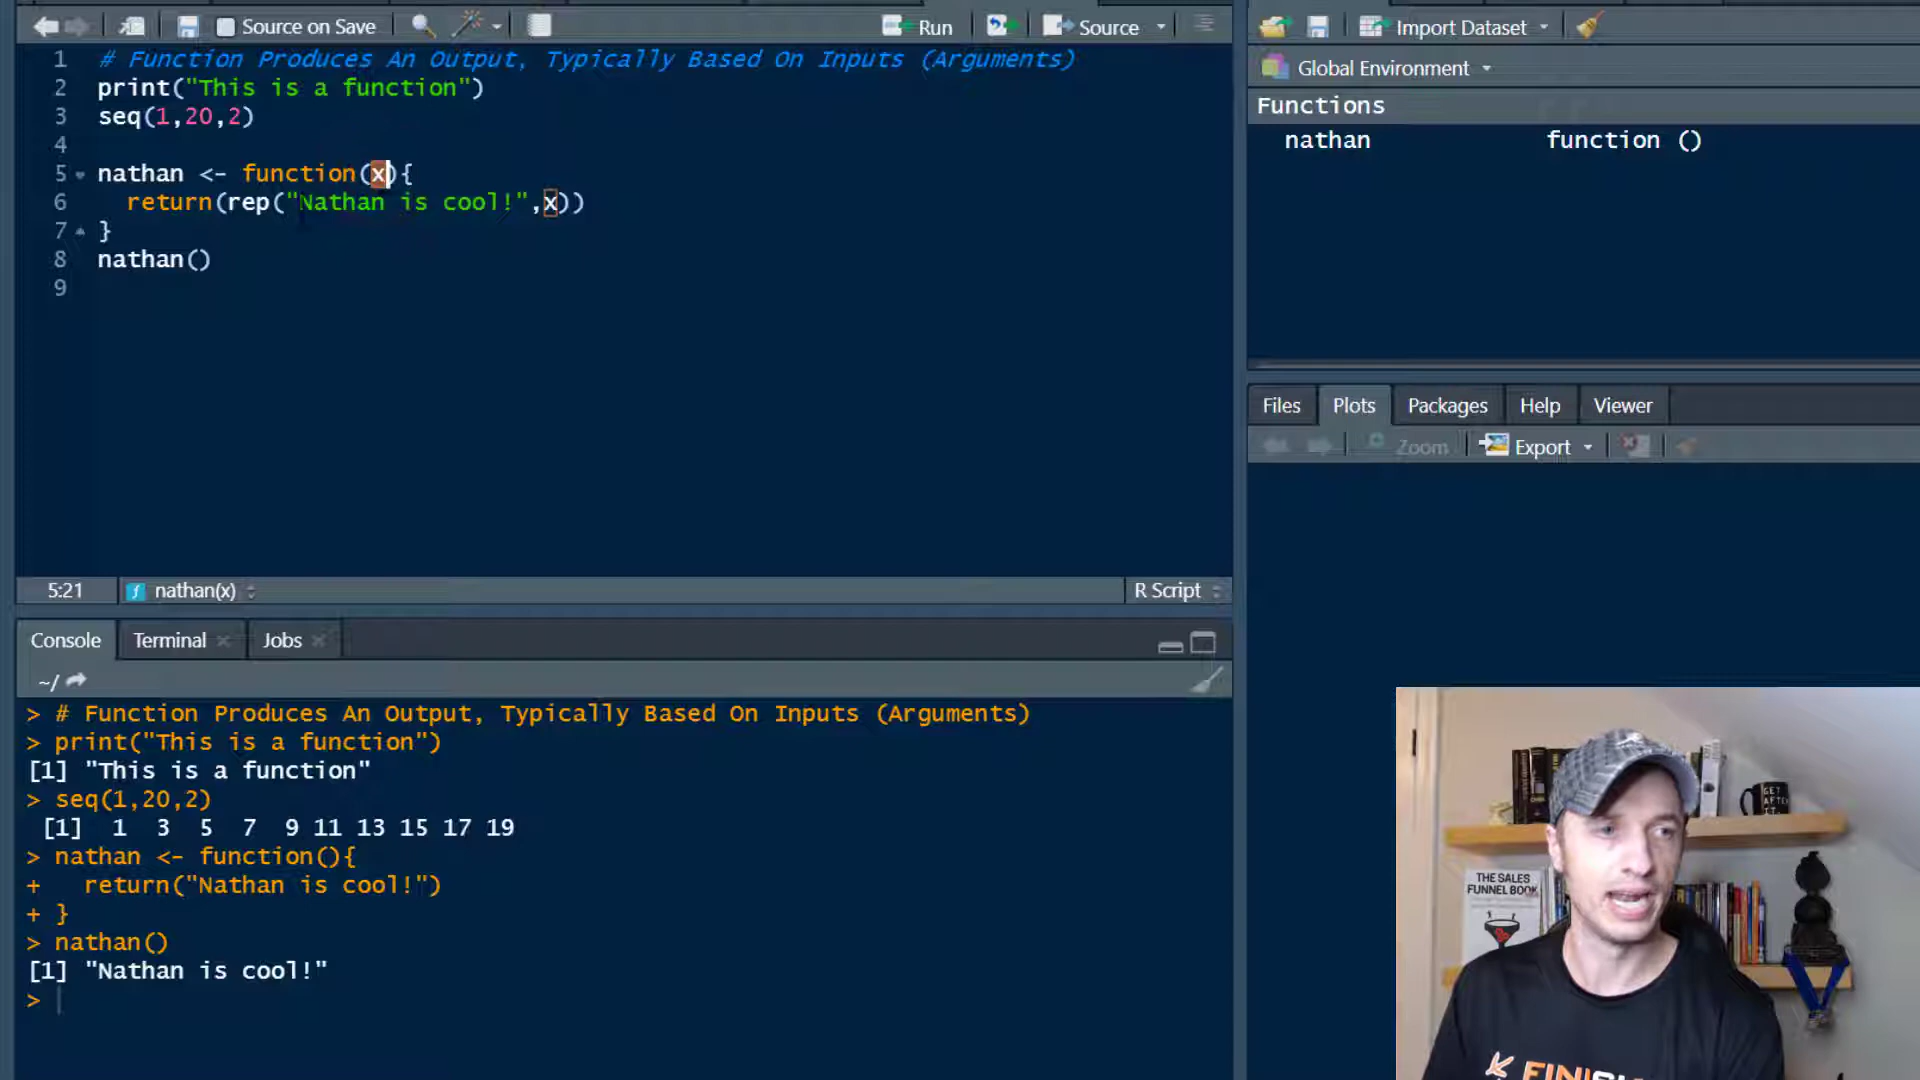 Source on Save
Run
Source
1 # Function Produces An Output, Typically Based On Inputs (Arguments)
2 print("This is a function")
3 seq(1,20,2)
4
5 nathan <- function(x){
6 return(rep("Nathan is cool!",x))
7 }
8 nathan()
9
5:21 nathan(x) R Script
Import Dataset
Global Environment
Functions
nathan function ()
Files Plots Packages Help Viewer
Zoom Export
Console Terminal Jobs
~/
> # Function Produces An Output, Typically Based On Inputs (Arguments)
> print("This is a function")
[1] "This is a function"
> seq(1,20,2)
[1] 1 3 5 7 9 11 13 15 17 19
> nathan <- function(){
+ return("Nathan is cool!")
+ }
> nathan()
[1] "Nathan is cool!"
>
GET
AFTER
IT.
THE SALES
FUNNEL BOOK